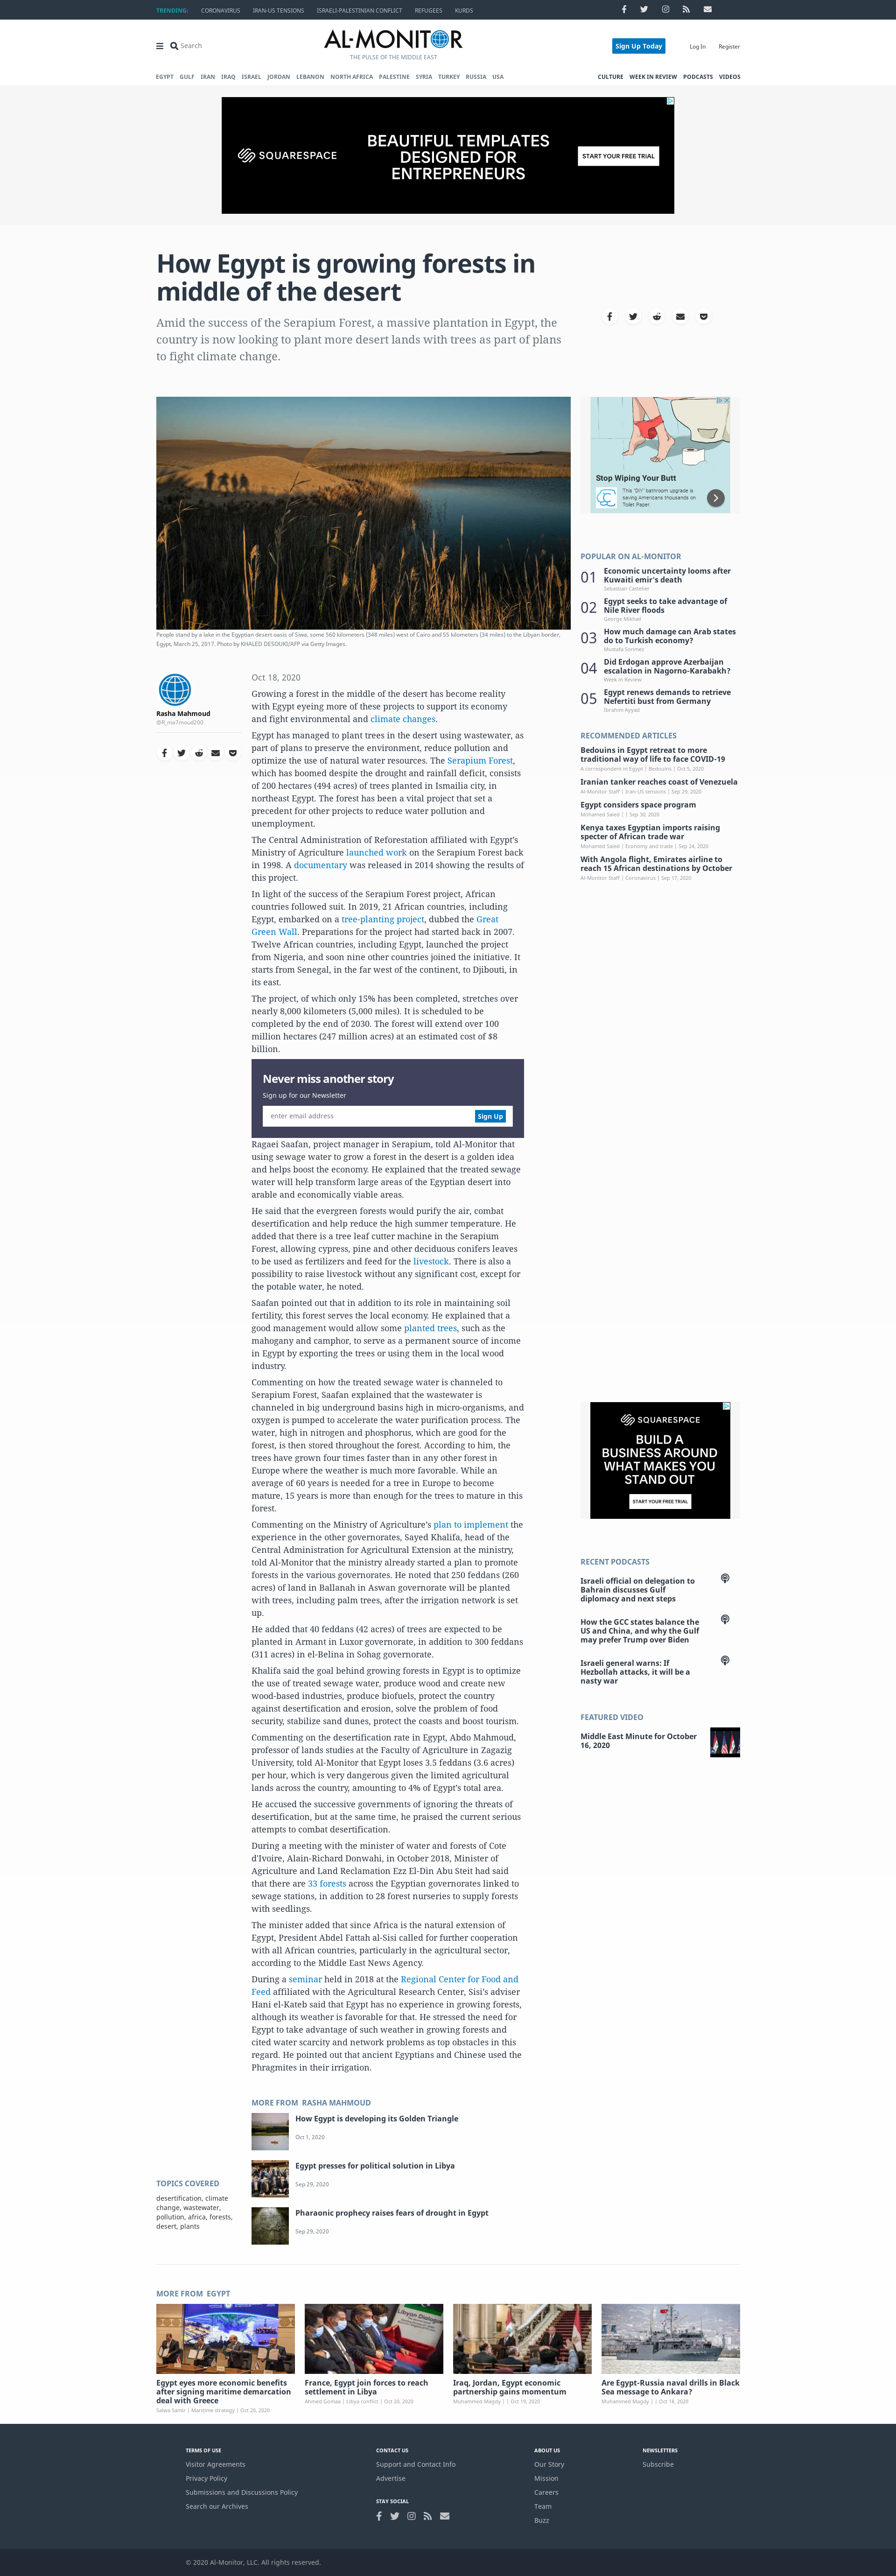 TRENDING: CORONAVIRUS IRAN-US TENSIONS ISRAELI-PALESTINIAN CONFLICT REFUGEES KURDS
Search
AL-MONITOR
THE PULSE OF THE MIDDLE EAST
Sign Up Today
Log In
Register
EGYPT GULF IRAN IRAQ ISRAEL JORDAN LEBANON NORTH AFRICA PALESTINE SYRIA TURKEY RUSSIA USA
CULTURE WEEK IN REVIEW PODCASTS VIDEOS
SQUARESPACE
BEAUTIFUL TEMPLATES
DESIGNED FOR
ENTREPRENEURS
START YOUR FREE TRIAL
How Egypt is growing forests in
middle of the desert
Amid the success of the Serapium Forest, a massive plantation in Egypt, the
country is now looking to plant more desert lands with trees as part of plans
to fight climate change.
People stand by a lake in the Egyptian desert oasis of Siwa, some 560 kilometers (348 miles) west of Cairo and 55 kilometers (34 miles) to the Libyan border,
Egypt, March 25, 2017. Photo by KHALED DESOUKI/AFP via Getty Images.
Rasha Mahmoud
@R_ma7moud200
Oct 18, 2020
Growing a forest in the middle of the desert has become reality
with Egypt eyeing more of these projects to support its economy
and fight environmental and climate changes.
Egypt has managed to plant trees in the desert using wastewater, as
part of plans to preserve the environment, reduce pollution and
optimize the use of natural water resources. The Serapium Forest,
which has boomed despite the drought and rainfall deficit, consists
of 200 hectares (494 acres) of trees planted in Ismailia city, in
northeast Egypt. The forest has been a vital project that set a
precedent for other projects to reduce water pollution and
unemployment.
The Central Administration of Reforestation affiliated with Egypt's
Ministry of Agriculture launched work on the Serapium Forest back
in 1998. A documentary was released in 2014 showing the results of
this project.
In light of the success of the Serapium Forest project, African
countries followed suit. In 2019, 21 African countries, including
Egypt, embarked on a tree-planting project, dubbed the Great
Green Wall. Preparations for the project had started back in 2007.
Twelve African countries, including Egypt, launched the project
from Nigeria, and soon nine other countries joined the initiative. It
starts from Senegal, in the far west of the continent, to Djibouti, in
its east.
The project, of which only 15% has been completed, stretches over
nearly 8,000 kilometers (5,000 miles). It is scheduled to be
completed by the end of 2030. The forest will extend over 100
million hectares (247 million acres) at an estimated cost of $8
billion.
Never miss another story
Sign up for our Newsletter
enter email address
Sign Up
Ragaei Saafan, project manager in Serapium, told Al-Monitor that
using sewage water to grow a forest in the desert is a golden idea
and helps boost the economy. He explained that the treated sewage
water will help transform large areas of the Egyptian desert into
arable and economically viable areas.
He said that the evergreen forests would purify the air, combat
desertification and help reduce the high summer temperature. He
added that there is a tree leaf cutter machine in the Serapium
Forest, allowing cypress, pine and other deciduous conifers leaves
to be used as fertilizers and feed for the livestock. There is also a
possibility to raise livestock without any significant cost, except for
the potable water, he noted.
Saafan pointed out that in addition to its role in maintaining soil
fertility, this forest serves the local economy. He explained that a
good management would allow some planted trees, such as the
mahogany and camphor, to serve as a permanent source of income
in Egypt by exporting the trees or using them in the local wood
industry.
Commenting on how the treated sewage water is channeled to
Serapium Forest, Saafan explained that the wastewater is
channeled in big underground basins high in micro-organisms, and
oxygen is pumped to accelerate the water purification process. The
water, high in nitrogen and phosphorus, which are good for the
forest, is then stored throughout the forest. According to him, the
trees have grown four times faster than in any other forest in
Europe where the weather is much more favorable. While an
average of 60 years is needed for a tree in Europe to become
mature, 15 years is more than enough for the trees to mature in this
forest.
Commenting on the Ministry of Agriculture's plan to implement the
experience in the other governorates, Sayed Khalifa, head of the
Central Administration for Agricultural Extension at the ministry,
told Al-Monitor that the ministry already started a plan to promote
forests in the various governorates. He noted that 250 feddans (260
acres) of land in Ballanah in Aswan governorate will be planted
with trees, including palm trees, after the irrigation network is set
up.
He added that 40 feddans (42 acres) of trees are expected to be
planted in Armant in Luxor governorate, in addition to 300 feddans
(311 acres) in el-Belina in Sohag governorate.
Khalifa said the goal behind growing forests in Egypt is to optimize
the use of treated sewage water, produce wood and create new
wood-based industries, produce biofuels, protect the country
against desertification and erosion, solve the problem of food
security, stabilize sand dunes, protect the coasts and boost tourism.
Commenting on the desertification rate in Egypt, Abdo Mahmoud,
professor of lands studies at the Faculty of Agriculture in Zagazig
University, told Al-Monitor that Egypt loses 3.5 feddans (3.6 acres)
per hour, which is very dangerous given the limited agricultural
lands across the country, amounting to 4% of Egypt's total area.
He accused the successive governments of ignoring the threats of
desertification, but at the same time, he praised the current serious
attempts to combat desertification.
During a meeting with the minister of water and forests of Cote
d'Ivoire, Alain-Richard Donwahi, in October 2018, Minister of
Agriculture and Land Reclamation Ezz El-Din Abu Steit had said
that there are 33 forests across the Egyptian governorates linked to
sewage stations, in addition to 28 forest nurseries to supply forests
with seedlings.
The minister added that since Africa is the natural extension of
Egypt, President Abdel Fattah al-Sisi called for further cooperation
with all African countries, particularly in the agricultural sector,
according to the Middle East News Agency.
During a seminar held in 2018 at the Regional Center for Food and
Feed affiliated with the Agricultural Research Center, Sisi's adviser
Hani el-Kateb said that Egypt has no experience in growing forests,
although its weather is favorable for that. He stressed the need for
Egypt to take advantage of such weather in growing forests and
cited water scarcity and network problems as top obstacles in this
regard. He pointed out that ancient Egyptians and Chinese used the
Phragmites in their irrigation.
Stop Wiping Your Butt
This "DIY" bathroom upgrade is
saving Americans thousands on
Toilet Paper.
POPULAR ON AL-MONITOR
01 Economic uncertainty looms after
Kuwaiti emir's death
Sebastian Castelier
02 Egypt seeks to take advantage of
Nile River floods
George Mikhail
03 How much damage can Arab states
do to Turkish economy?
Mustafa Sonmez
04 Did Erdogan approve Azerbaijan
escalation in Nagorno-Karabakh?
Week in Review
05 Egypt renews demands to retrieve
Nefertiti bust from Germany
Ibrahim Ayyad
RECOMMENDED ARTICLES
Bedouins in Egypt retreat to more
traditional way of life to face COVID-19
A correspondent in Egypt | Bedouins | Oct 5, 2020
Iranian tanker reaches coast of Venezuela
Al-Monitor Staff | Iran-US tensions | Sep 29, 2020
Egypt considers space program
Mohamed Saied | | Sep 30, 2020
Kenya taxes Egyptian imports raising
specter of African trade war
Mohamed Saied | Economy and trade | Sep 24, 2020
With Angola flight, Emirates airline to
reach 15 African destinations by October
Al-Monitor Staff | Coronavirus | Sep 17, 2020
SQUARESPACE
BUILD A
BUSINESS AROUND
WHAT MAKES YOU
STAND OUT
START YOUR FREE TRIAL
RECENT PODCASTS
Israeli official on delegation to
Bahrain discusses Gulf
diplomacy and next steps
How the GCC states balance the
US and China, and why the Gulf
may prefer Trump over Biden
Israeli general warns: If
Hezbollah attacks, it will be a
nasty war
FEATURED VIDEO
Middle East Minute for October
16, 2020
TOPICS COVERED
desertification, climate
change, wastewater,
pollution, africa, forests,
desert, plants
MORE FROM RASHA MAHMOUD
How Egypt is developing its Golden Triangle
Oct 1, 2020
Egypt presses for political solution in Libya
Sep 29, 2020
Pharaonic prophecy raises fears of drought in Egypt
Sep 29, 2020
MORE FROM EGYPT
Egypt eyes more economic benefits
after signing maritime demarcation
deal with Greece
Salwa Samir | Maritime strategy | Oct 20, 2020
France, Egypt join forces to reach
settlement in Libya
Ahmed Gomaa | Libya conflict | Oct 20, 2020
Iraq, Jordan, Egypt economic
partnership gains momentum
Muhammed Magdy | | Oct 19, 2020
Are Egypt-Russia naval drills in Black
Sea message to Ankara?
Muhammed Magdy | | Oct 18, 2020
TERMS OF USE
Visitor Agreements
Privacy Policy
Submissions and Discussions Policy
Search our Archives
CONTACT US
Support and Contact Info
Advertise
STAY SOCIAL
ABOUT US
Our Story
Mission
Careers
Team
Buzz
NEWSLETTERS
Subscribe
© 2020 Al-Monitor, LLC. All rights reserved.